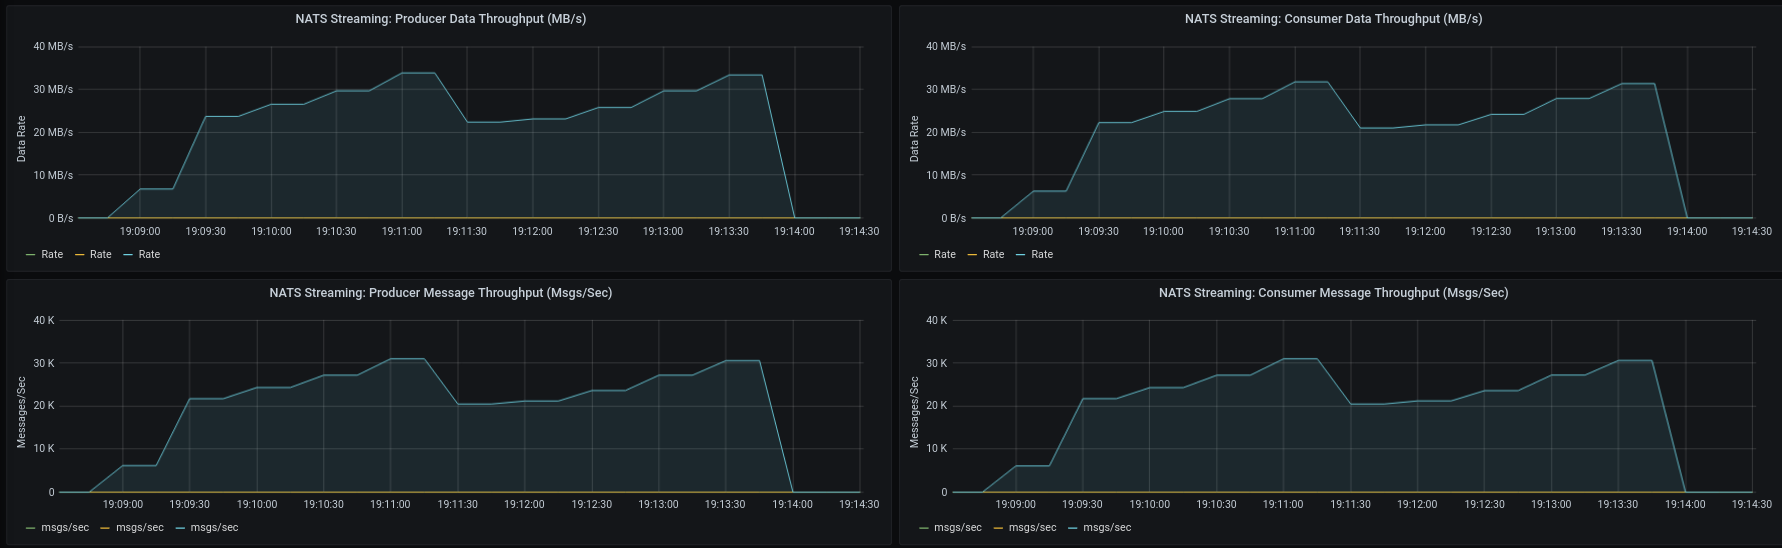 NATS Streaming: Producer Data Throughput (MB/s)
40 MB/s
30 MB/s
20 MB/s
10 MB/s
0 B/s
Data Rate
19:09:00 19:09:30 19:10:00 19:10:30 19:11:00 19:11:30 19:12:00 19:12:30 19:13:00 19:13:30 19:14:00 19:14:30
Rate Rate Rate
NATS Streaming: Consumer Data Throughput (MB/s)
40 MB/s
30 MB/s
20 MB/s
10 MB/s
0 B/s
Data Rate
19:09:00 19:09:30 19:10:00 19:10:30 19:11:00 19:11:30 19:12:00 19:12:30 19:13:00 19:13:30 19:14:00 19:14:30
Rate Rate Rate
NATS Streaming: Producer Message Throughput (Msgs/Sec)
40 K
30 K
20 K
10 K
0
Messages/Sec
19:09:00 19:09:30 19:10:00 19:10:30 19:11:00 19:11:30 19:12:00 19:12:30 19:13:00 19:13:30 19:14:00 19:14:30
msgs/sec msgs/sec msgs/sec
NATS Streaming: Consumer Message Throughput (Msgs/Sec)
40 K
30 K
20 K
10 K
0
Messages/Sec
19:09:00 19:09:30 19:10:00 19:10:30 19:11:00 19:11:30 19:12:00 19:12:30 19:13:00 19:13:30 19:14:00 19:14:30
msgs/sec msgs/sec msgs/sec